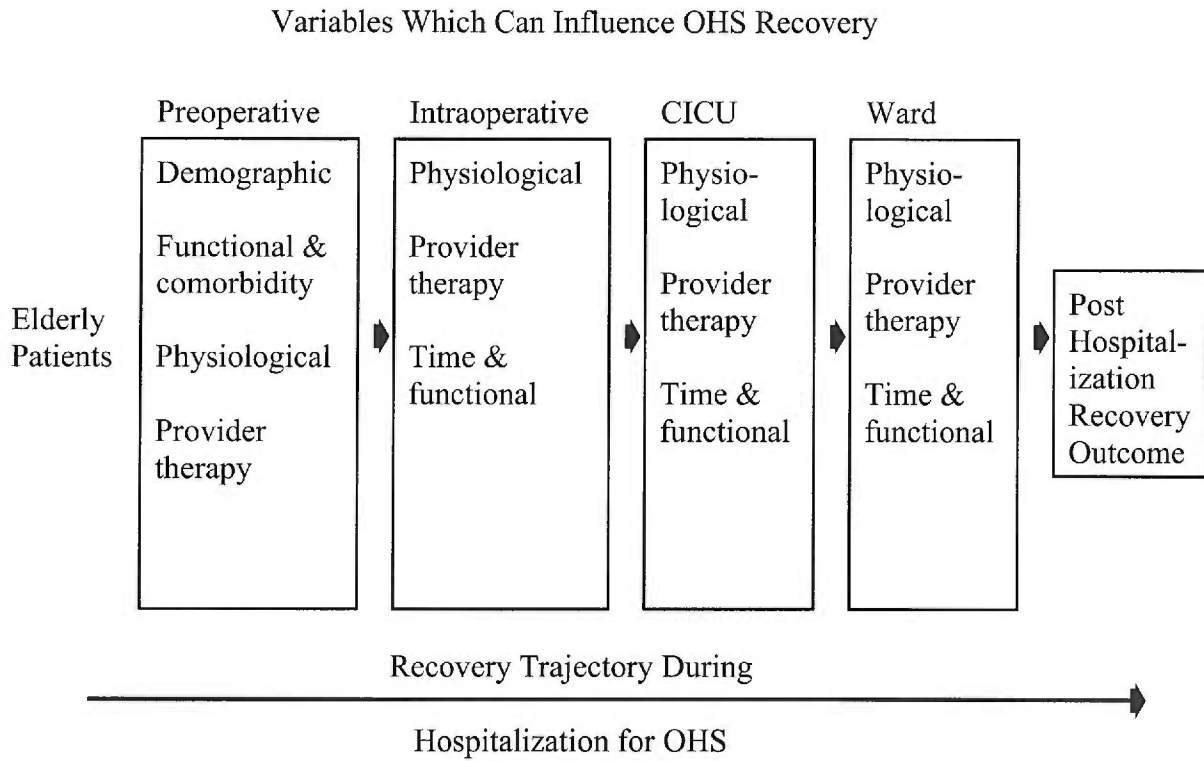 Variables Which Can Influence OHS Recovery
Preoperative
Intraoperative
CICU
Ward
Elderly
Patients
Demographic
Functional &
comorbidity
Physiological
Provider
therapy
Physiological
Provider
therapy
Time &
functional
Physio-
logical
Provider
therapy
Time &
functional
Physio-
logical
Provider
therapy
Time &
functional
Post
Hospital-
ization
Recovery
Outcome
Recovery Trajectory During
Hospitalization for OHS